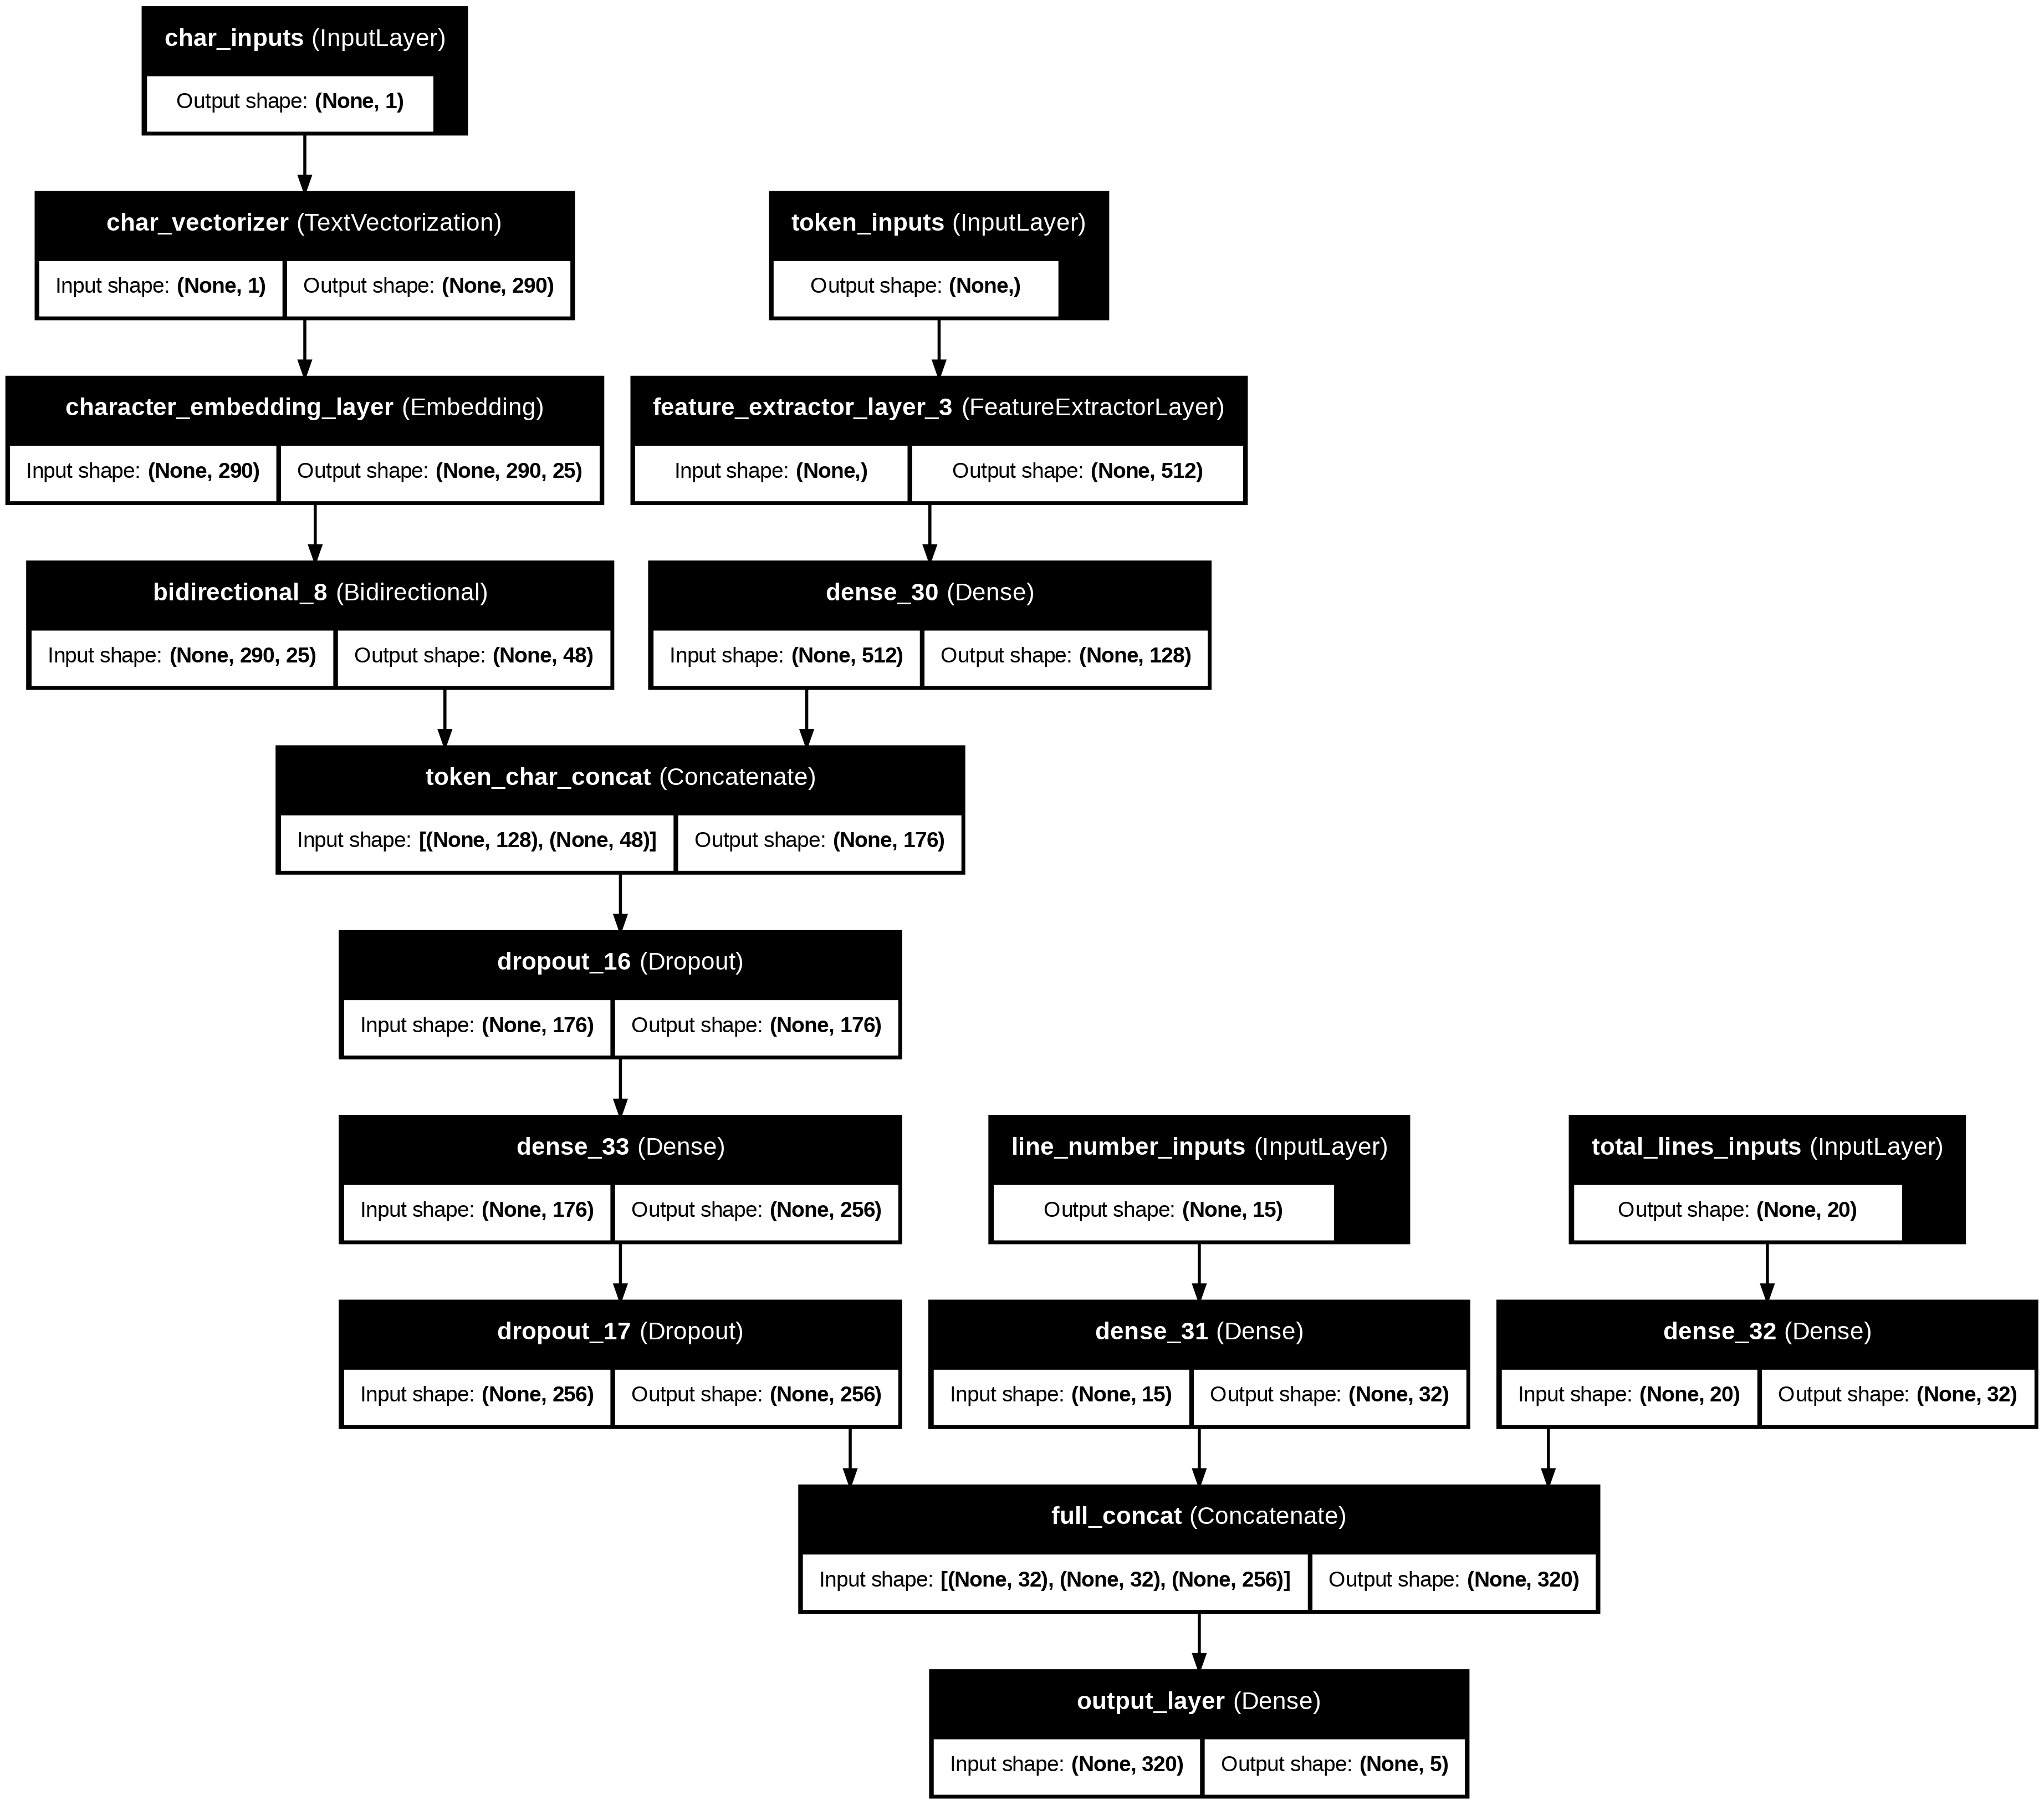 char_inputs (InputLayer)
Output shape: (None, 1)
char_vectorizer (TextVectorization)
Input shape: (None, 1) Output shape: (None, 290)
token_inputs (InputLayer)
Output shape: (None,)
character_embedding_layer (Embedding)
Input shape: (None, 290) Output shape: (None, 290, 25)
feature_extractor_layer_3 (FeatureExtractorLayer)
Input shape: (None,) Output shape: (None, 512)
bidirectional_8 (Bidirectional)
Input shape: (None, 290, 25) Output shape: (None, 48)
dense_30 (Dense)
Input shape: (None, 512) Output shape: (None, 128)
token_char_concat (Concatenate)
Input shape: [(None, 128), (None, 48)] Output shape: (None, 176)
dropout_16 (Dropout)
Input shape: (None, 176) Output shape: (None, 176)
dense_33 (Dense)
Input shape: (None, 176) Output shape: (None, 256)
line_number_inputs (InputLayer)
Output shape: (None, 15)
total_lines_inputs (InputLayer)
Output shape: (None, 20)
dropout_17 (Dropout)
Input shape: (None, 256) Output shape: (None, 256)
dense_31 (Dense)
Input shape: (None, 15) Output shape: (None, 32)
dense_32 (Dense)
Input shape: (None, 20) Output shape: (None, 32)
full_concat (Concatenate)
Input shape: [(None, 32), (None, 32), (None, 256)] Output shape: (None, 320)
output_layer (Dense)
Input shape: (None, 320) Output shape: (None, 5)